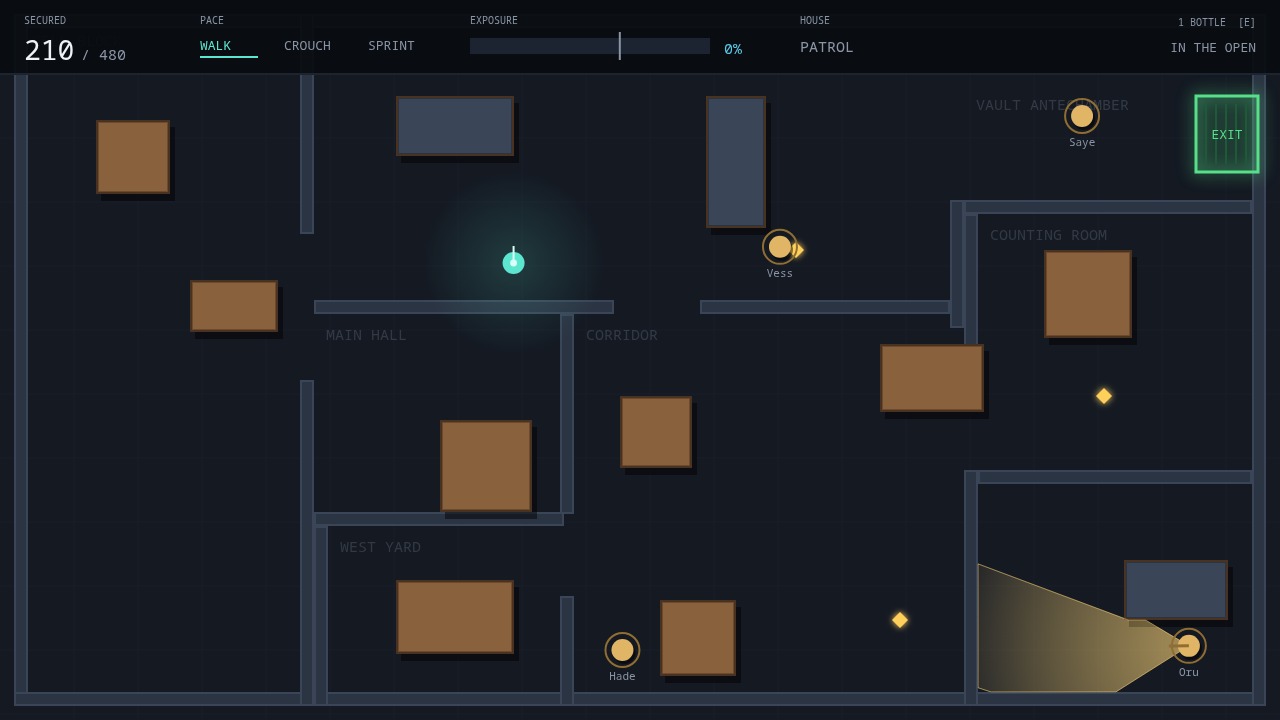 SECURED
PACE
EXPOSURE
HOUSE
1 BOTTLE [E]
210 / 480
WALK
CROUCH
SPRINT
0%
PATROL
IN THE OPEN
VAULT ANTECHAMBER
EXIT
Saye
COUNTING ROOM
Vess
MAIN HALL
CORRIDOR
WEST YARD
Hade
Oru